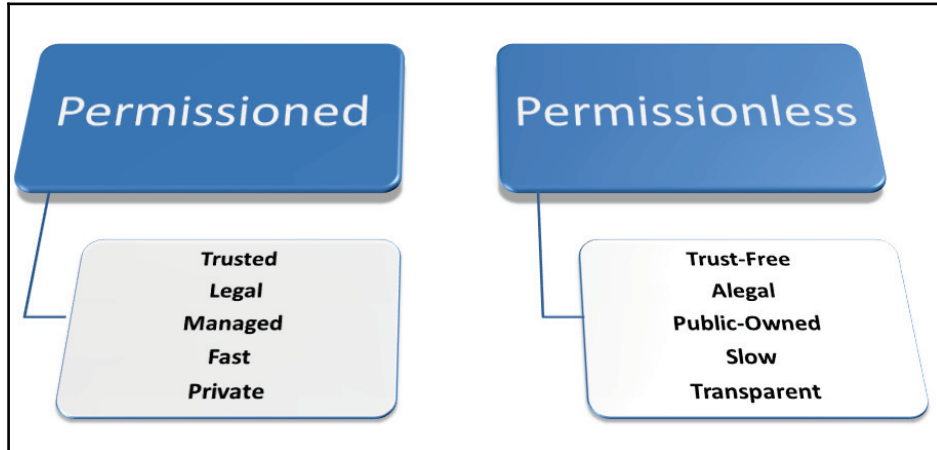 Permissioned
Trusted
Legal
Managed
Fast
Private
Permissionless
Trust-Free
Alegal
Public-Owned
Slow
Transparent